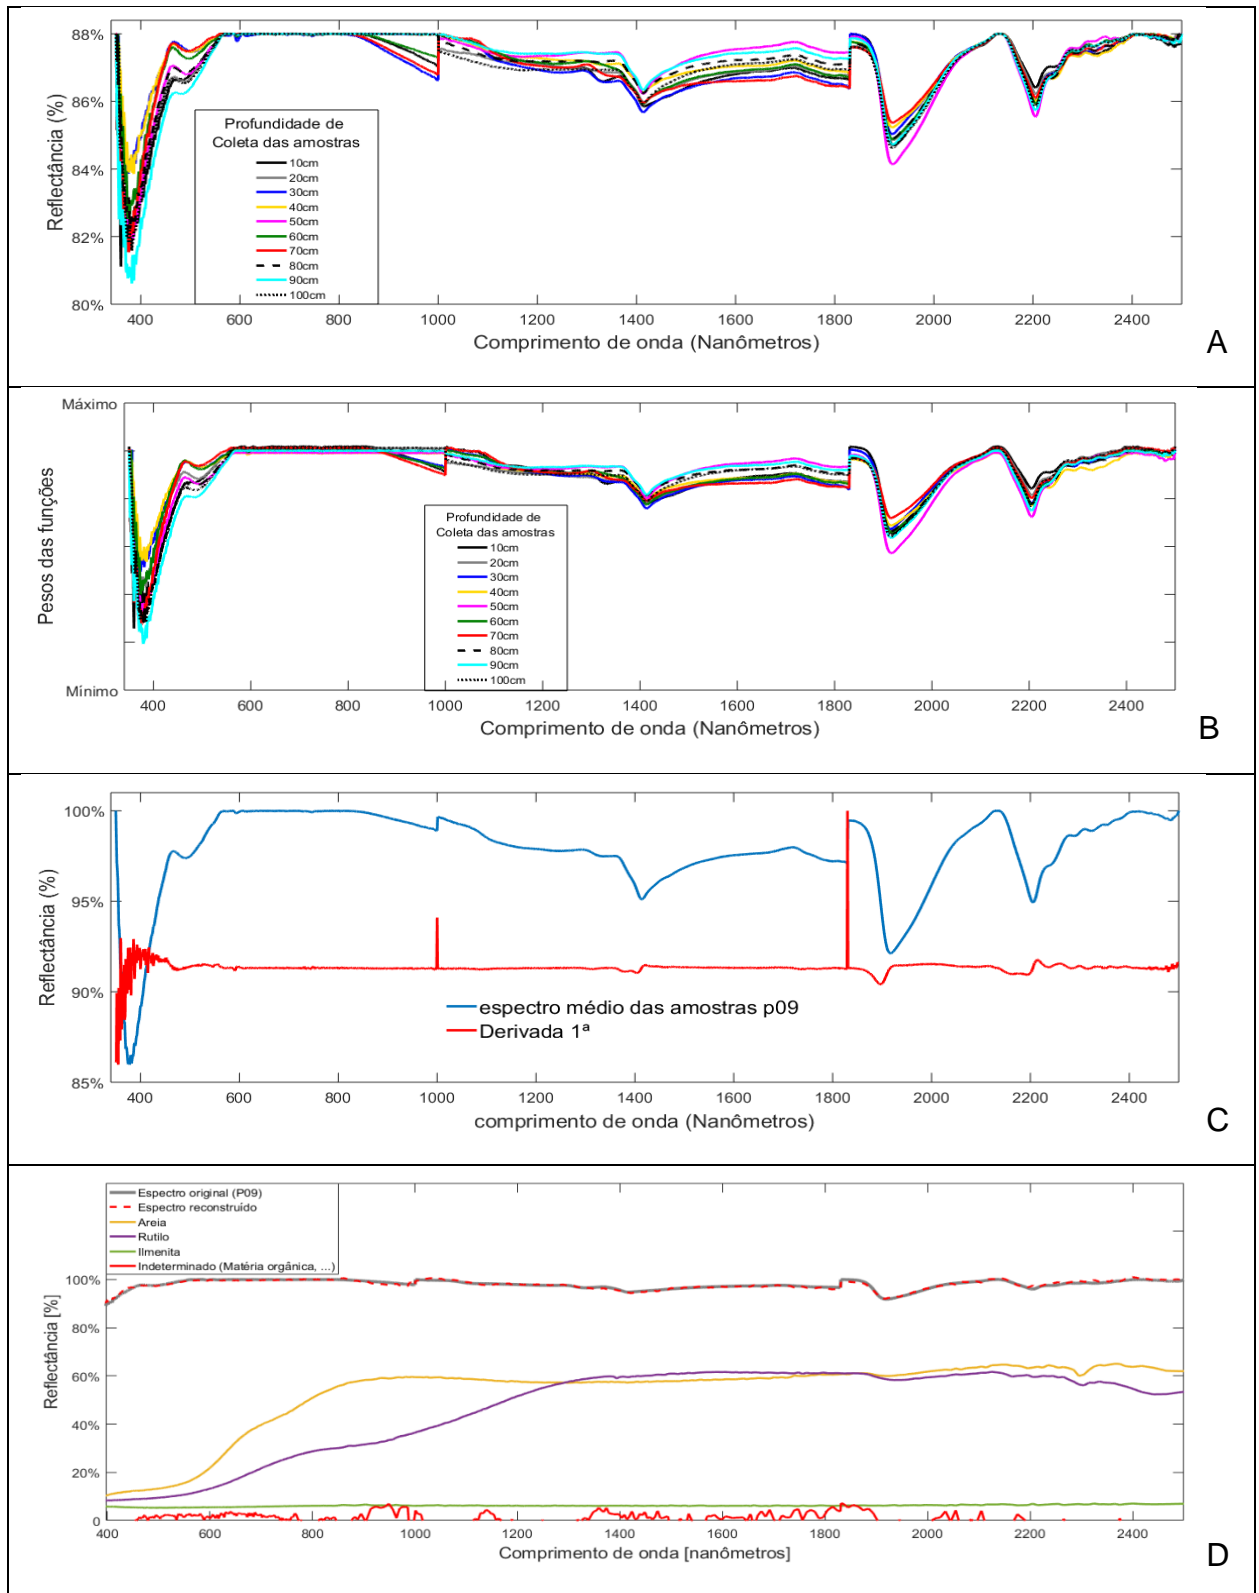 88%
86%
84%
82%
80%
Reflectância (%)
Profundidade de
Coleta das amostras
10cm
20cm
30cm
40cm
50cm
60cm
70cm
80cm
90cm
100cm
400 600 800 1000 1200 1400 1600 1800 2000 2200 2400
Comprimento de onda (Nanômetros)
A
Máximo
Pesos das funções
Mínimo
Profundidade de
Coleta das amostras
10cm
20cm
30cm
40cm
50cm
60cm
70cm
80cm
90cm
100cm
400 600 800 1000 1200 1400 1600 1800 2000 2200 2400
Comprimento de onda (Nanômetros)
B
100%
95%
90%
85%
Reflectância (%)
espectro médio das amostras p09
Derivada 1ª
400 600 800 1000 1200 1400 1600 1800 2000 2200 2400
comprimento de onda (Nanômetros)
C
Espectro original (P09)
Espectro reconstruído
Areia
Rutilo
Ilmenita
Indeterminado (Matéria orgânica, ...)
100%
80%
60%
40%
20%
0
Reflectância [%]
400 600 800 1000 1200 1400 1600 1800 2000 2200 2400
Comprimento de onda [nanômetros]
D